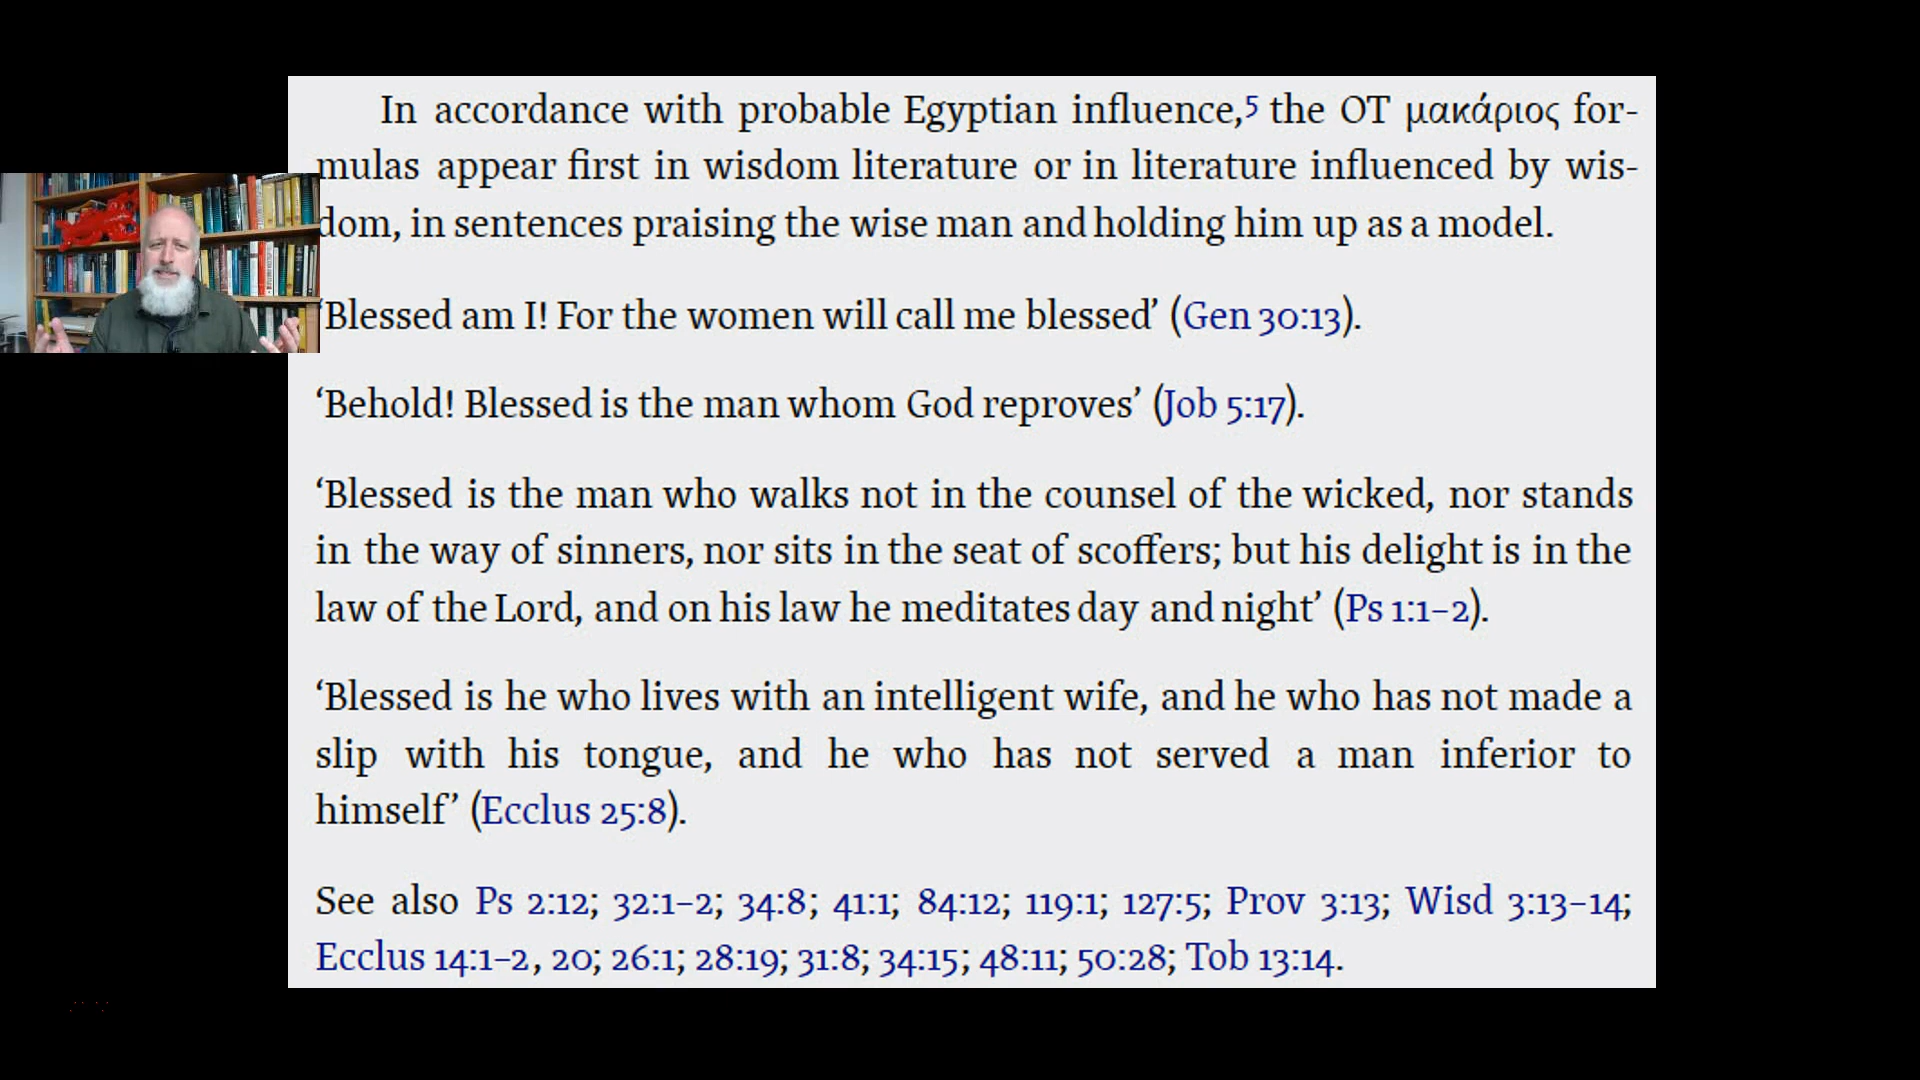 In accordance with probable Egyptian influence,5 the OT μακάριος for-
mulas appear first in wisdom literature or in literature influenced by wis-
dom, in sentences praising the wise man and holding him up as a model.
‘Blessed am I! For the women will call me blessed’ (Gen 30:13).
‘Behold! Blessed is the man whom God reproves’ (Job 5:17).
‘Blessed is the man who walks not in the counsel of the wicked, nor stands
in the way of sinners, nor sits in the seat of scoffers; but his delight is in the
law of the Lord, and on his law he meditates day and night’ (Ps 1:1–2).
‘Blessed is he who lives with an intelligent wife, and he who has not made a
slip with his tongue, and he who has not served a man inferior to
himself’ (Ecclus 25:8).
See also Ps 2:12; 32:1–2; 34:8; 41:1; 84:12; 119:1; 127:5; Prov 3:13; Wisd 3:13–14;
Ecclus 14:1–2, 20; 26:1; 28:19; 31:8; 34:15; 48:11; 50:28; Tob 13:14.